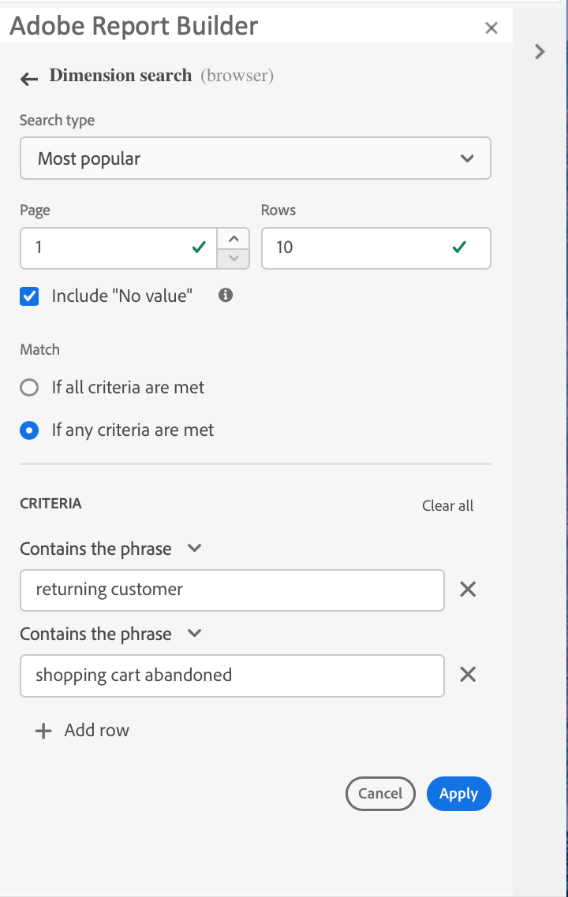 Adobe Report Builder
Dimension search (browser)
Search type
Most popular
Page Rows
1 10
Include "No value"
Match
If all criteria are met
If any criteria are met
CRITERIA Clear all
Contains the phrase
returning customer
Contains the phrase
shopping cart abandoned
Add row
Cancel Apply